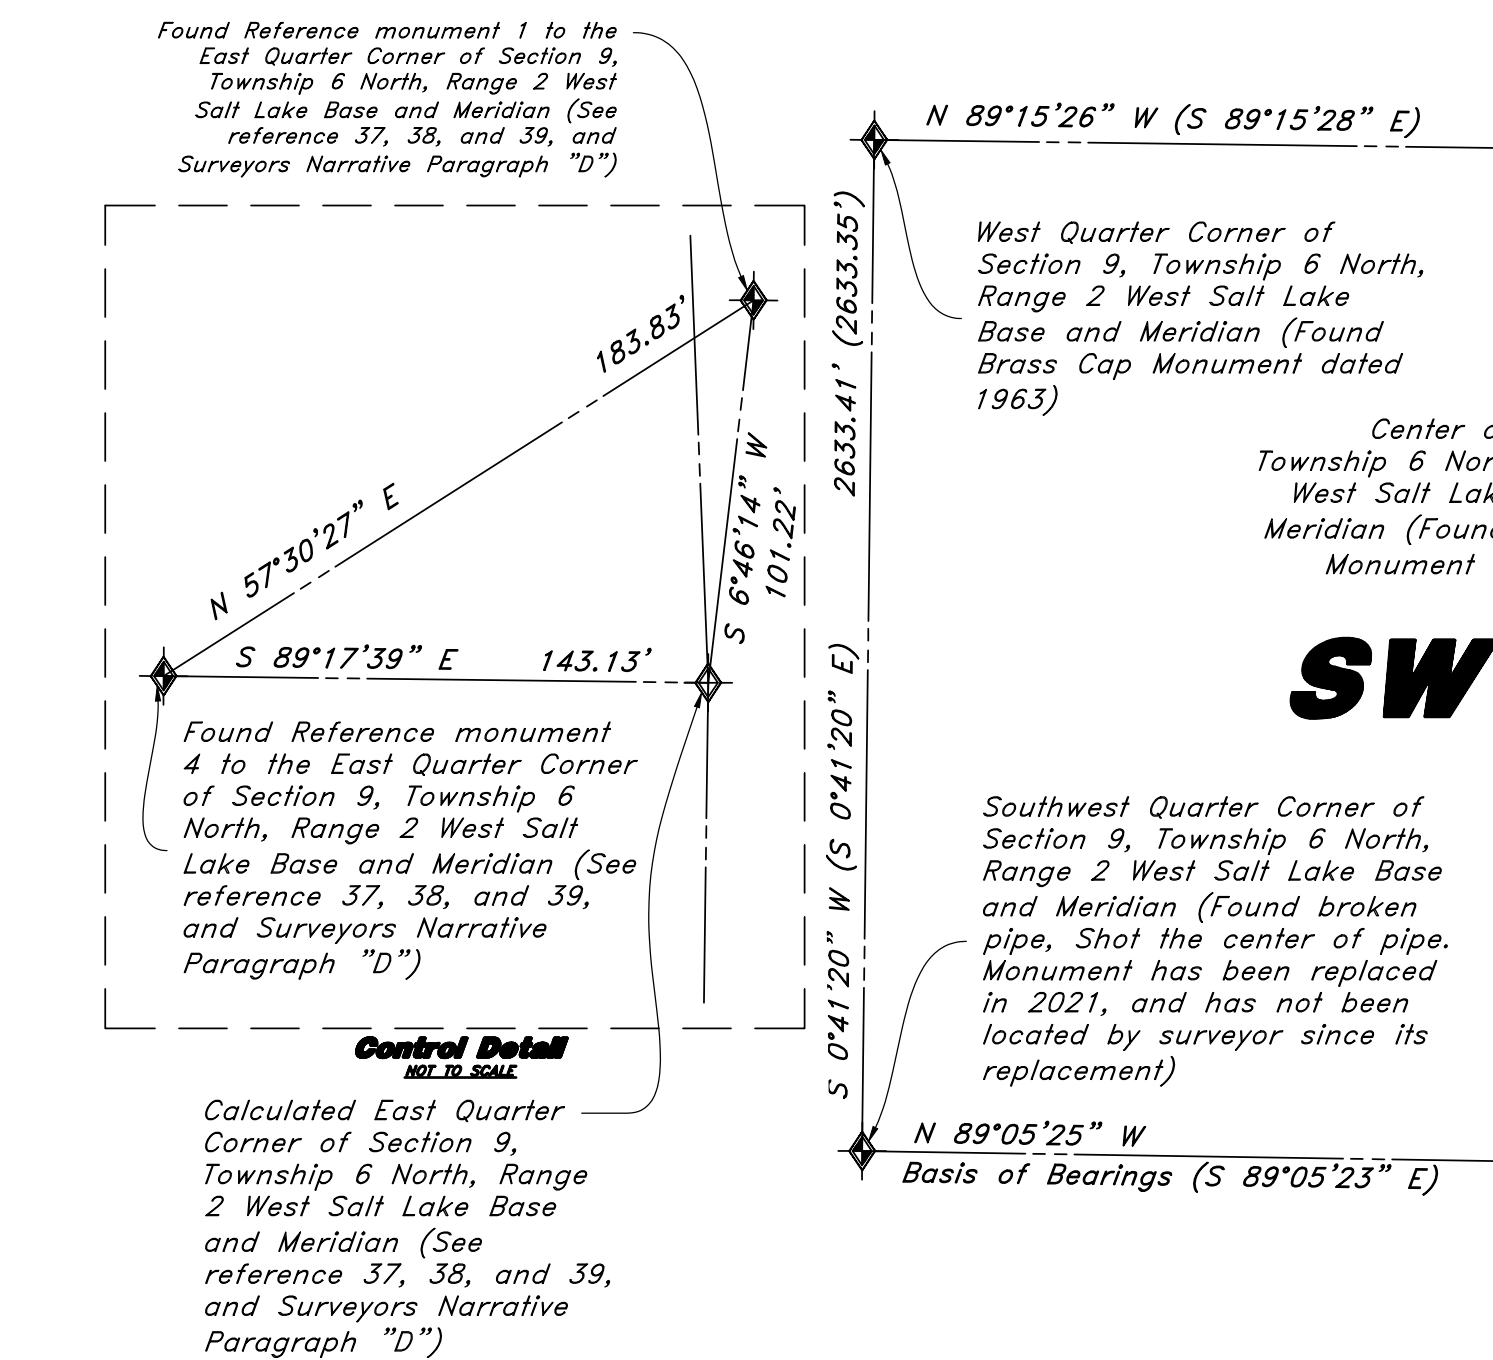 Found Reference monument 1 to the
East Quarter Corner of Section 9,
Township 6 North, Range 2 West
Salt Lake Base and Meridian (See
reference 37, 38, and 39, and
Surveyors Narrative Paragraph "D")
183.83'
N 57°30'27" E
S 6°46'14" W
101.22'
S 89°17'39" E 143.13'
Found Reference monument
4 to the East Quarter Corner
of Section 9, Township 6
North, Range 2 West Salt
Lake Base and Meridian (See
reference 37, 38, and 39,
and Surveyors Narrative
Paragraph "D")
Control Detail
NOT TO SCALE
Calculated East Quarter
Corner of Section 9,
Township 6 North, Range
2 West Salt Lake Base
and Meridian (See
reference 37, 38, and 39,
and Surveyors Narrative
Paragraph "D")
N 89°15'26" W (S 89°15'28" E)
S 0°41'20" W (S 0°41'20" E) 2633.41' (2633.35')
West Quarter Corner of
Section 9, Township 6 North,
Range 2 West Salt Lake
Base and Meridian (Found
Brass Cap Monument dated
1963)
Center
Township 6
West Salt
Meridian
Monument
SW
Southwest Quarter Corner of
Section 9, Township 6 North,
Range 2 West Salt Lake Base
and Meridian (Found broken
pipe, Shot the center of pipe.
Monument has been replaced
in 2021, and has not been
located by surveyor since its
replacement)
N 89°05'25" W
Basis of Bearings (S 89°05'23" E)